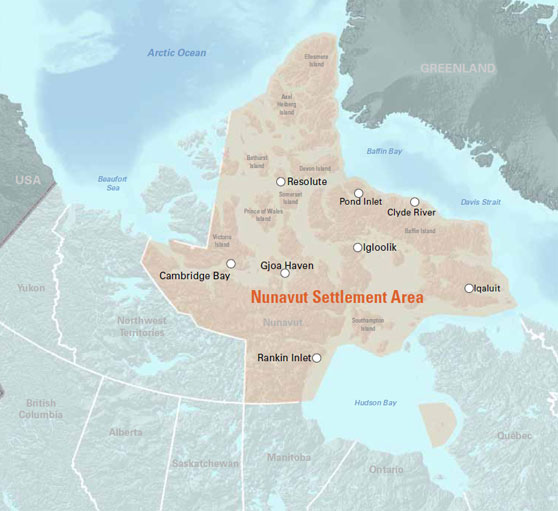 Ellesmere
Island
Arctic Ocean
GREENLAND
Axel
Heiberg
Island
Baffin Bay
Bathurst
Island
Devon Island
USA
Beaufort
Sea
Resolute
Somerset
Island
Pond Inlet
Clyde River
Davis Strait
Prince of Wales
Island
Baffin Island
Victoria
Island
Igloolik
Cambridge Bay
Gjoa Haven
Iqaluit
Yukon
Nunavut Settlement Area
Northwest
Territories
Nunavut
Southampton
Island
Rankin Inlet
British
Columbia
Hudson Bay
Alberta
Québec
Saskatchewan
Manitoba
Ontario